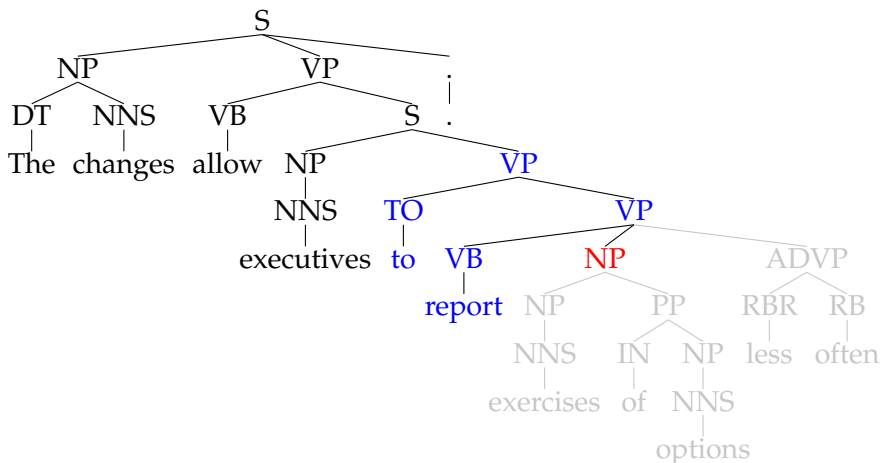 S
NP VP .
DT NNS VB S .
The changes allow NP VP
NNS TO VP
executives to VB NP ADVP
report NP PP RBR RB
NNS IN NP less often
exercises of NNS
options